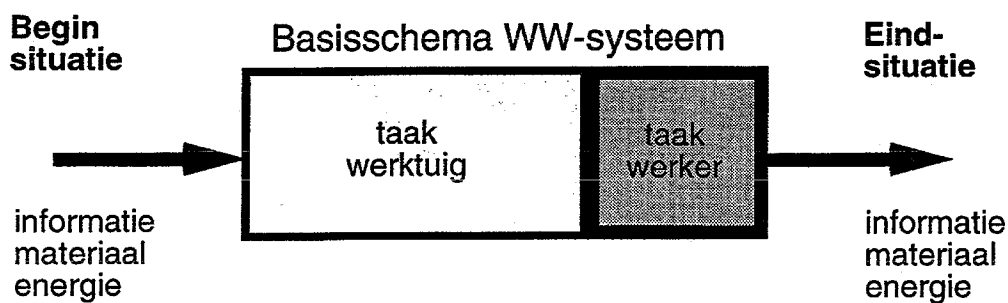 Begin
situatie
Basisschema WW-systeem
Eind-
situatie
taak
werktuig
taak
werker
informatie
materiaal
energie
informatie
materiaal
energie